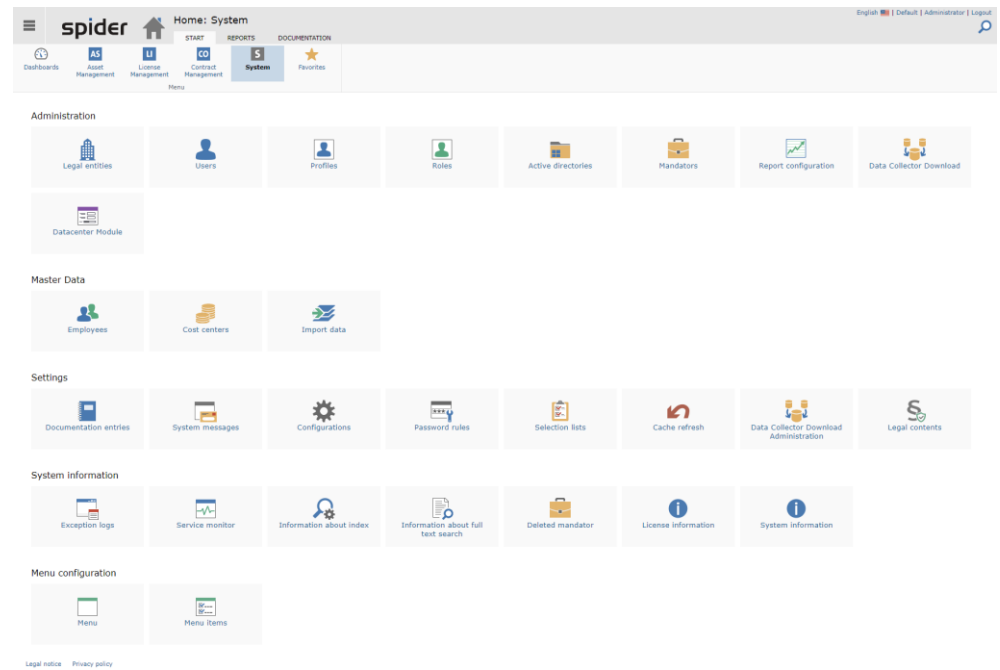 English | Default | Administrator | Logout
spider
Home: System
START REPORTS DOCUMENTATION
AS LI CO S
Dashboards Asset Management License Management Contract Management System Favorites
Menu
Administration
Legal entities Users Profiles Roles Active directories Mandators Report configuration Data Collector Download
Datacenter Module
Master Data
Employees Cost centers Import data
Settings
Documentation entries System messages Configurations Password rules Selection lists Cache refresh Data Collector Download Administration Legal contents
System information
Exception logs Service monitor Information about index Information about full text search Deleted mandator License information System information
Menu configuration
Menu Menu items
Legal notice Privacy policy